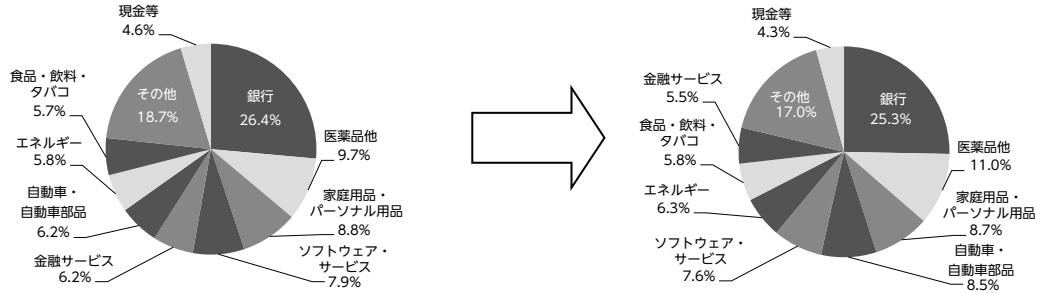 現金等
4.6%
食品・飲料・
タバコ
5.7%
エネルギー
5.8%
自動車・
自動車部品
6.2%
金融サービス
6.2%
その他
18.7%
銀行
26.4%
医薬品他
9.7%
家庭用品・
パーソナル用品
8.8%
ソフトウェア・
サービス
7.9%
現金等
4.3%
金融サービス
5.5%
食品・飲料・
タバコ
5.8%
エネルギー
6.3%
ソフトウェア・
サービス
7.6%
その他
17.0%
銀行
25.3%
医薬品他
11.0%
家庭用品・
パーソナル用品
8.7%
自動車・
自動車部品
8.5%